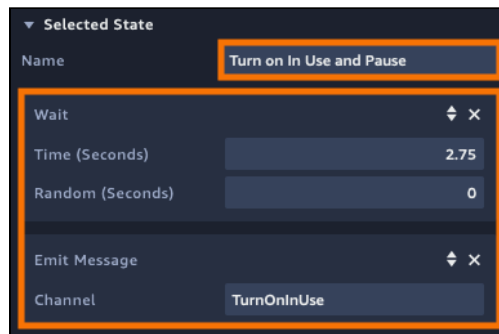 Selected State
Name Turn on In Use and Pause
Wait
Time (Seconds) 2.75
Random (Seconds) 0
Emit Message
Channel TurnOnInUse